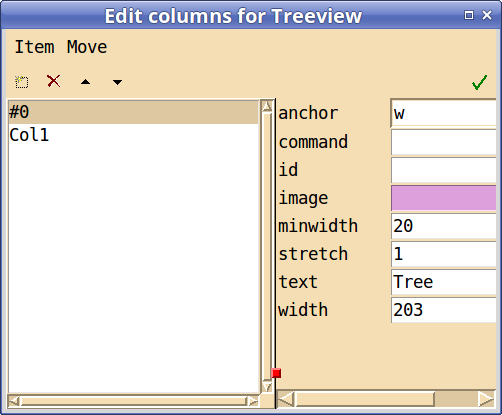 Edit columns for Treeview
Item Move
#0
Col1
anchor w
command
id
image
minwidth 20
stretch 1
text Tree
width 203